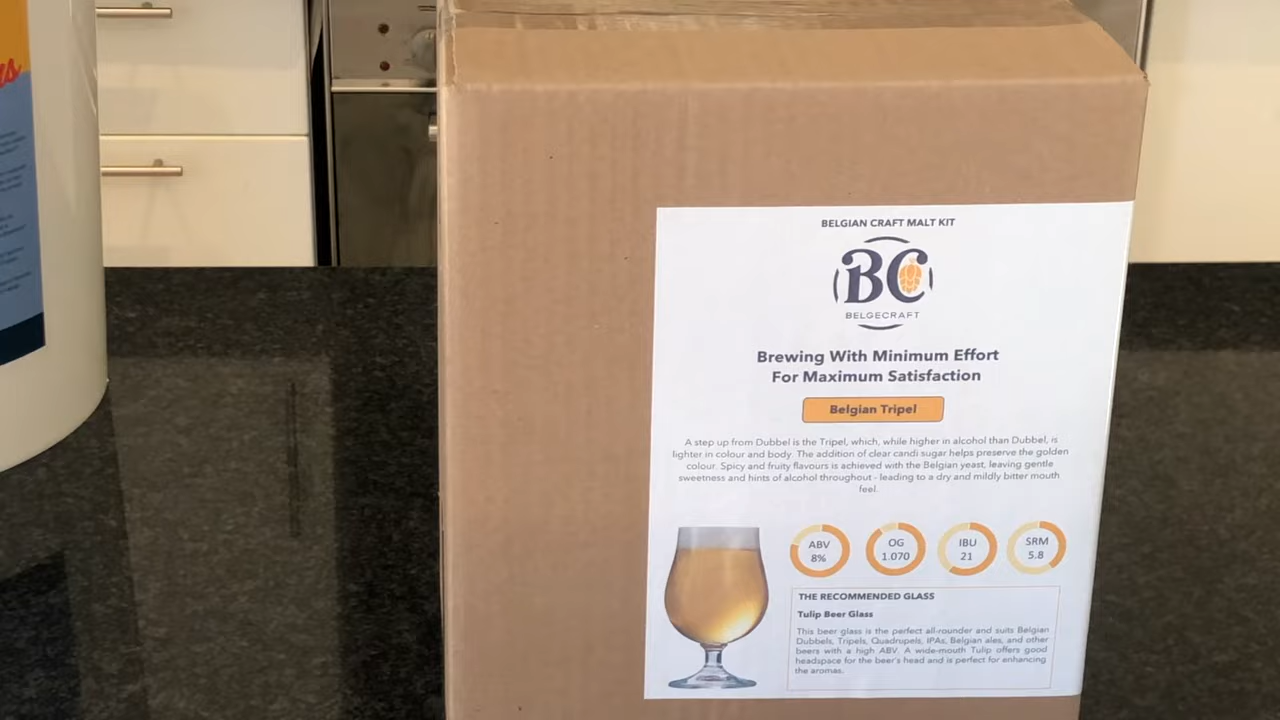 BELGIAN CRAFT MALT KIT
BC
BELGECRAFT
Brewing With Minimum Effort
For Maximum Satisfaction
Belgian Tripel
A step up from Dubbel is the Tripel, which, while higher in alcohol than Dubbel, is
lighter in colour and body. The addition of clear candi sugar helps preserve the golden
colour. Spicy and fruity flavours is achieved with the Belgian yeast, leaving gentle
sweetness and hints of alcohol throughout - leading to a dry and mildly bitter mouth
feel.
ABV
8%
OG
1.070
IBU
21
SRM
5.8
THE RECOMMENDED GLASS
Tulip Beer Glass
This beer glass is the perfect all-rounder and suits Belgian
Dubbels, Tripels, Quadrupels, IPAs, Belgian ales, and other
beers with a high ABV. A wide-mouth Tulip offers good
headspace for the beer's head and is perfect for enhancing
the aromas.